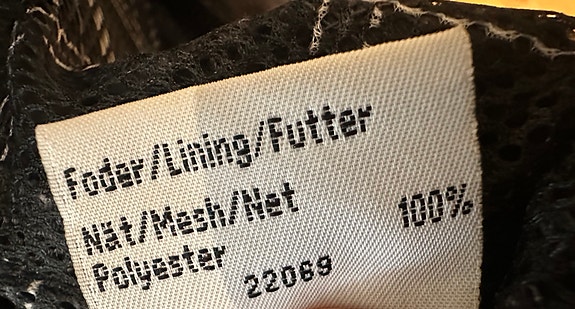 Foder/Lining/Futter
Nät/Mesh/Net 100%
Polyester
22069